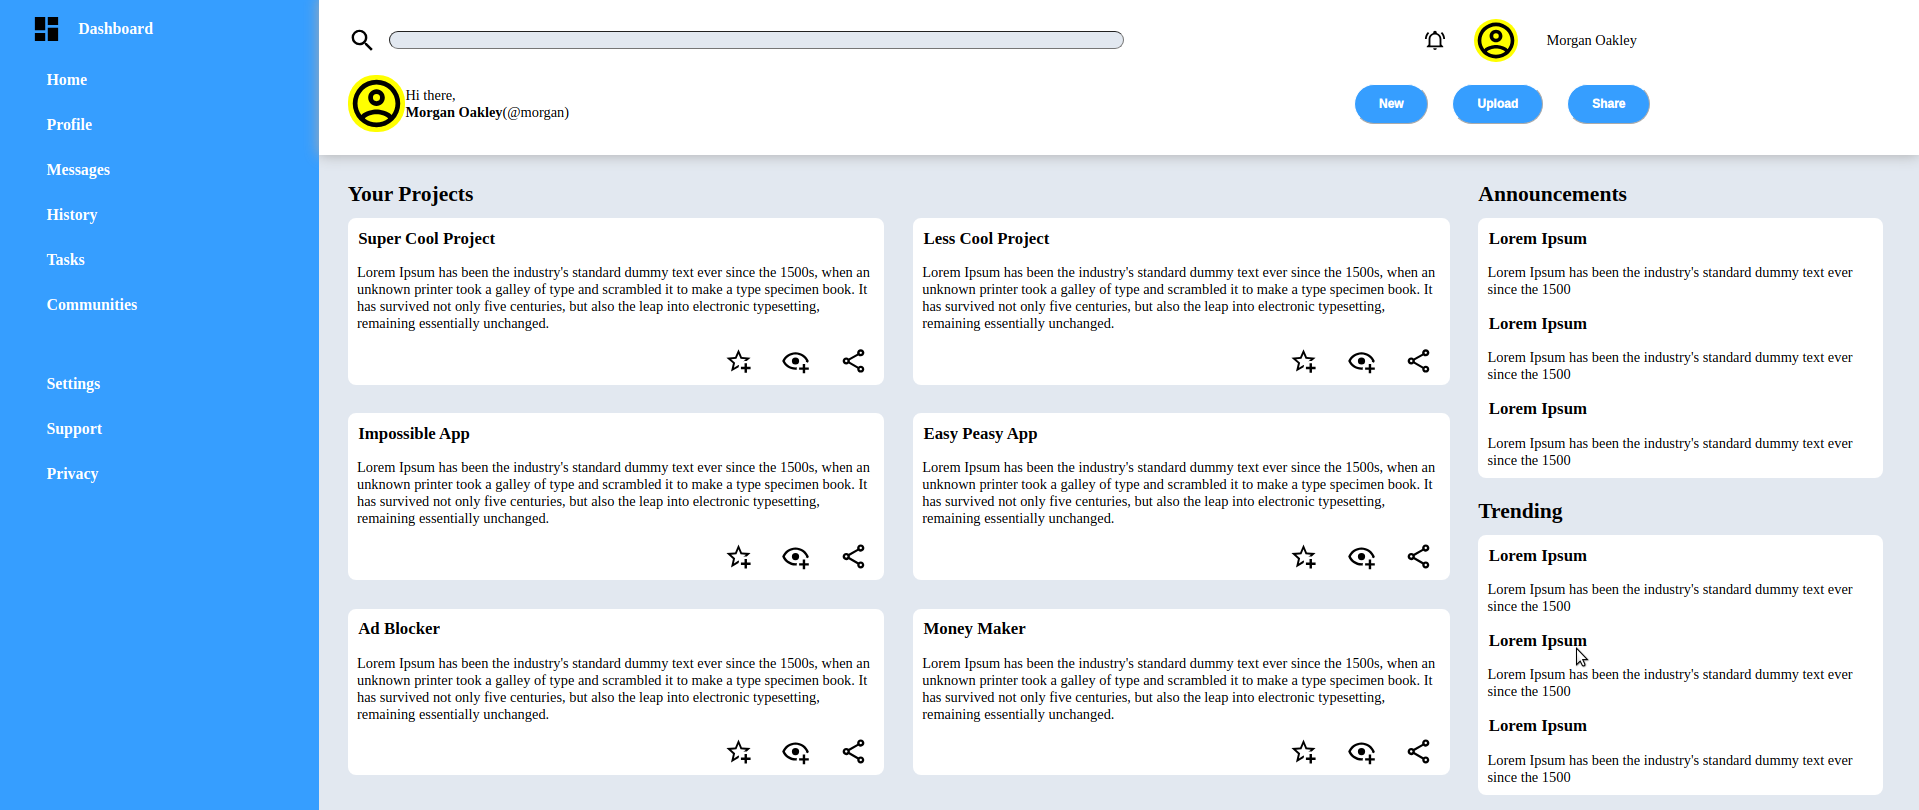 Dashboard
Home
Profile
Messages
History
Tasks
Communities
Settings
Support
Privacy
Morgan Oakley
Hi there,
Morgan Oakley(@morgan)
New
Upload
Share
Your Projects
Super Cool Project
Lorem Ipsum has been the industry's standard dummy text ever since the 1500s, when an
unknown printer took a galley of type and scrambled it to make a type specimen book. It
has survived not only five centuries, but also the leap into electronic typesetting,
remaining essentially unchanged.
Less Cool Project
Lorem Ipsum has been the industry's standard dummy text ever since the 1500s, when an
unknown printer took a galley of type and scrambled it to make a type specimen book. It
has survived not only five centuries, but also the leap into electronic typesetting,
remaining essentially unchanged.
Impossible App
Lorem Ipsum has been the industry's standard dummy text ever since the 1500s, when an
unknown printer took a galley of type and scrambled it to make a type specimen book. It
has survived not only five centuries, but also the leap into electronic typesetting,
remaining essentially unchanged.
Easy Peasy App
Lorem Ipsum has been the industry's standard dummy text ever since the 1500s, when an
unknown printer took a galley of type and scrambled it to make a type specimen book. It
has survived not only five centuries, but also the leap into electronic typesetting,
remaining essentially unchanged.
Ad Blocker
Lorem Ipsum has been the industry's standard dummy text ever since the 1500s, when an
unknown printer took a galley of type and scrambled it to make a type specimen book. It
has survived not only five centuries, but also the leap into electronic typesetting,
remaining essentially unchanged.
Money Maker
Lorem Ipsum has been the industry's standard dummy text ever since the 1500s, when an
unknown printer took a galley of type and scrambled it to make a type specimen book. It
has survived not only five centuries, but also the leap into electronic typesetting,
remaining essentially unchanged.
Announcements
Lorem Ipsum
Lorem Ipsum has been the industry's standard dummy text ever
since the 1500
Lorem Ipsum
Lorem Ipsum has been the industry's standard dummy text ever
since the 1500
Lorem Ipsum
Lorem Ipsum has been the industry's standard dummy text ever
since the 1500
Trending
Lorem Ipsum
Lorem Ipsum has been the industry's standard dummy text ever
since the 1500
Lorem Ipsum
Lorem Ipsum has been the industry's standard dummy text ever
since the 1500
Lorem Ipsum
Lorem Ipsum has been the industry's standard dummy text ever
since the 1500